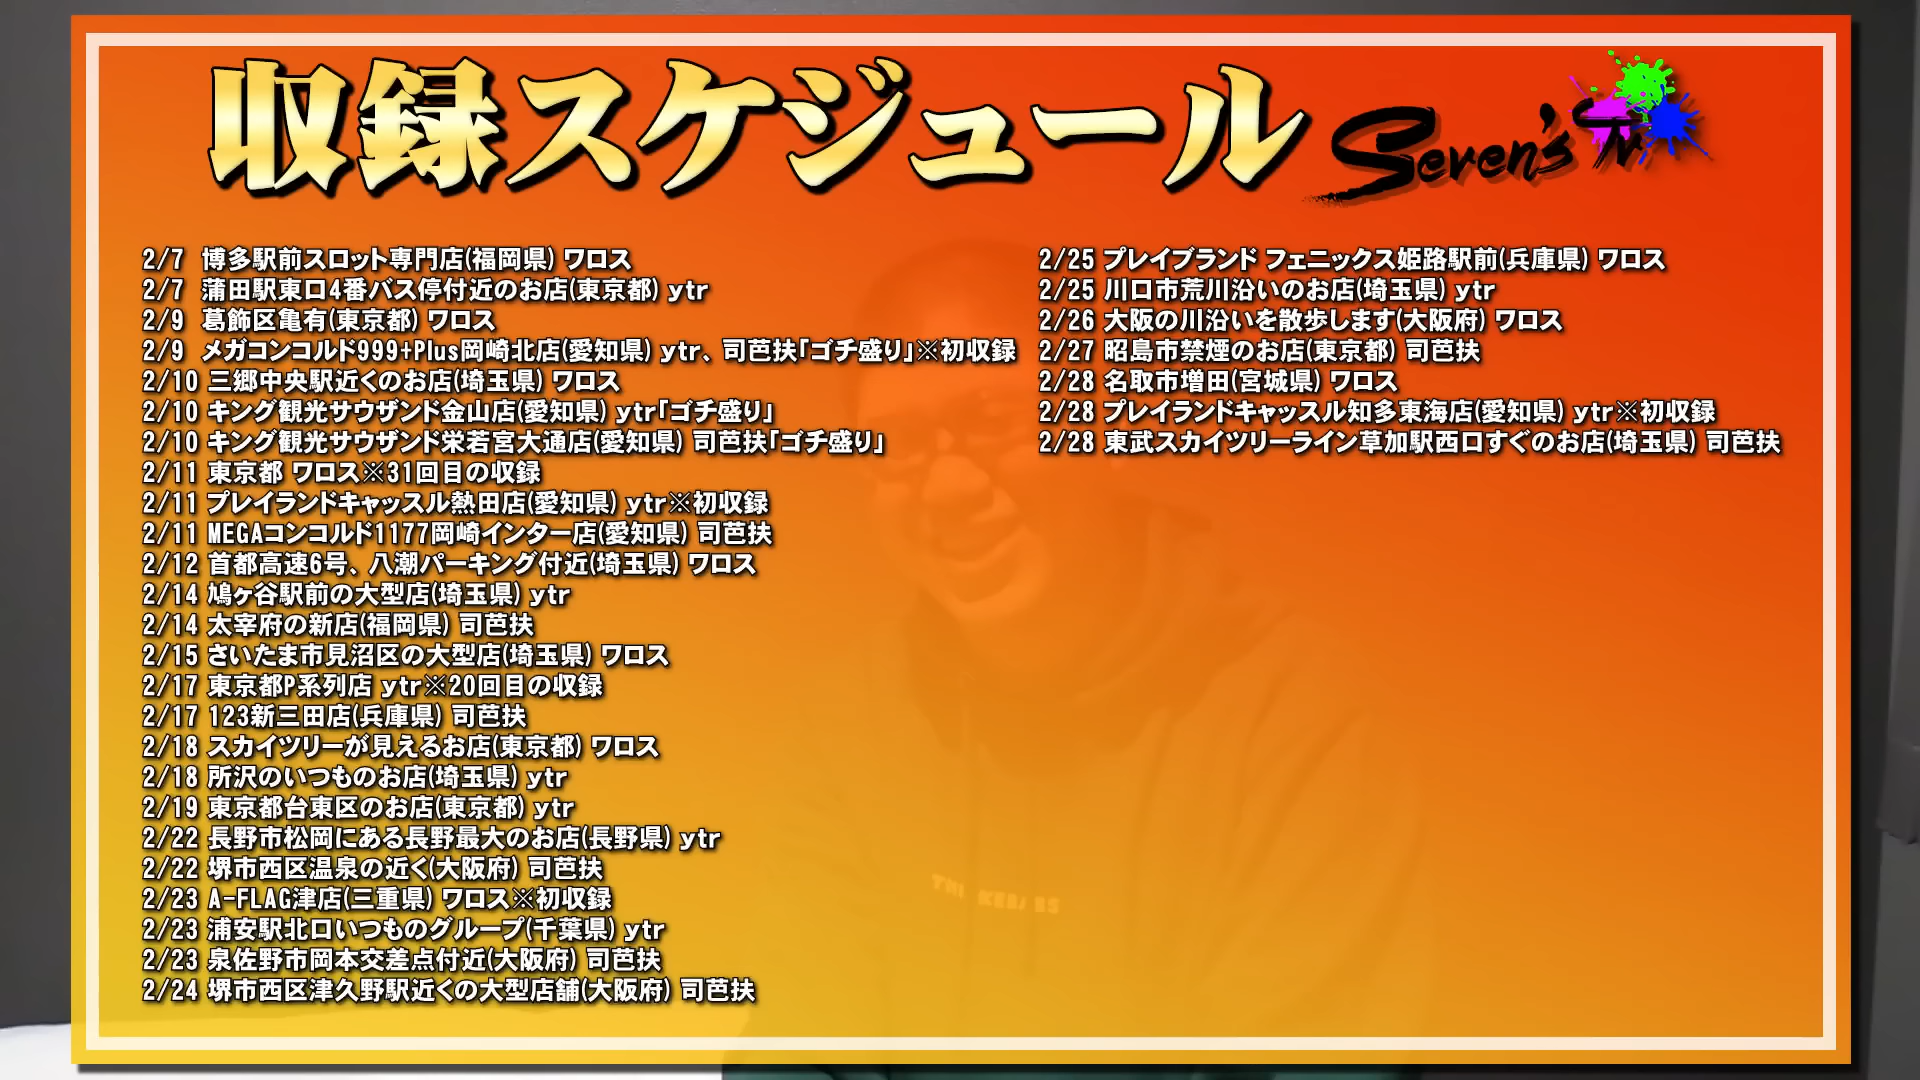 収録スケジュール
Seven's TV
2/7 博多駅前スロット専門店(福岡県) ワロス
2/7 蒲田駅東口4番バス停付近のお店(東京都) ytr
2/9 葛飾区亀有(東京都) ワロス
2/9 メガコンコルド999+Plus岡崎北店(愛知県) ytr、司芭扶「ゴチ盛り」※初収録
2/10 三郷中央駅近くのお店(埼玉県) ワロス
2/10 キング観光サウザンド金山店(愛知県) ytr「ゴチ盛り」
2/10 キング観光サウザンド栄若宮大通店(愛知県) 司芭扶「ゴチ盛り」
2/11 東京都 ワロス※31回目の収録
2/11 プレイランドキャッスル熱田店(愛知県) ytr※初収録
2/11 MEGAコンコルド1177岡崎インター店(愛知県) 司芭扶
2/12 首都高速6号、八潮パーキング付近(埼玉県) ワロス
2/14 鳩ヶ谷駅前の大型店(埼玉県) ytr
2/14 太宰府の新店(福岡県) 司芭扶
2/15 さいたま市見沼区の大型店(埼玉県) ワロス
2/17 東京都P系列店 ytr※20回目の収録
2/17 123新三田店(兵庫県) 司芭扶
2/18 スカイツリーが見えるお店(東京都) ワロス
2/18 所沢のいつものお店(埼玉県) ytr
2/19 東京都台東区のお店(東京都) ytr
2/22 長野市松岡にある長野最大のお店(長野県) ytr
2/22 堺市西区温泉の近く(大阪府) 司芭扶
2/23 A-FLAG津店(三重県) ワロス※初収録
2/23 浦安駅北口いつものグループ(千葉県) ytr
2/23 泉佐野市岡本交差点付近(大阪府) 司芭扶
2/24 堺市西区津久野駅近くの大型店舗(大阪府) 司芭扶
2/25 プレイブランド フェニックス姫路駅前(兵庫県) ワロス
2/25 川口市荒川沿いのお店(埼玉県) ytr
2/26 大阪の川沿いを散歩します(大阪府) ワロス
2/27 昭島市禁煙のお店(東京都) 司芭扶
2/28 名取市増田(宮城県) ワロス
2/28 プレイランドキャッスル知多東海店(愛知県) ytr※初収録
2/28 東武スカイツリーライン草加駅西口すぐのお店(埼玉県) 司芭扶